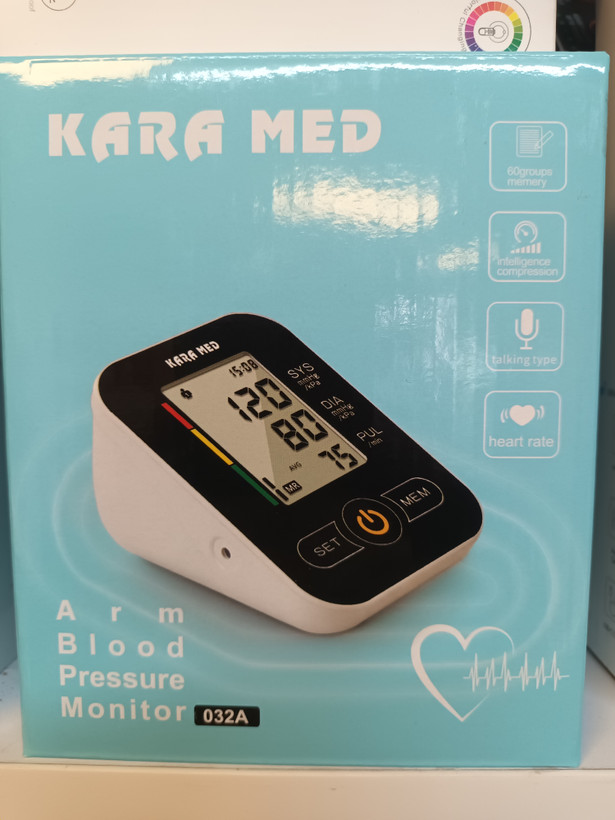 KARA MED
60groups
memery
intelligence
compression
talking type
heart rate
KARA MED
15:08
120
SYS
mmHg
/kPa
80
DIA
mmHg
/kPa
AVG
75
PUL
/min
MR
SET
MEM
Arm
Blood
Pressure
Monitor 032A